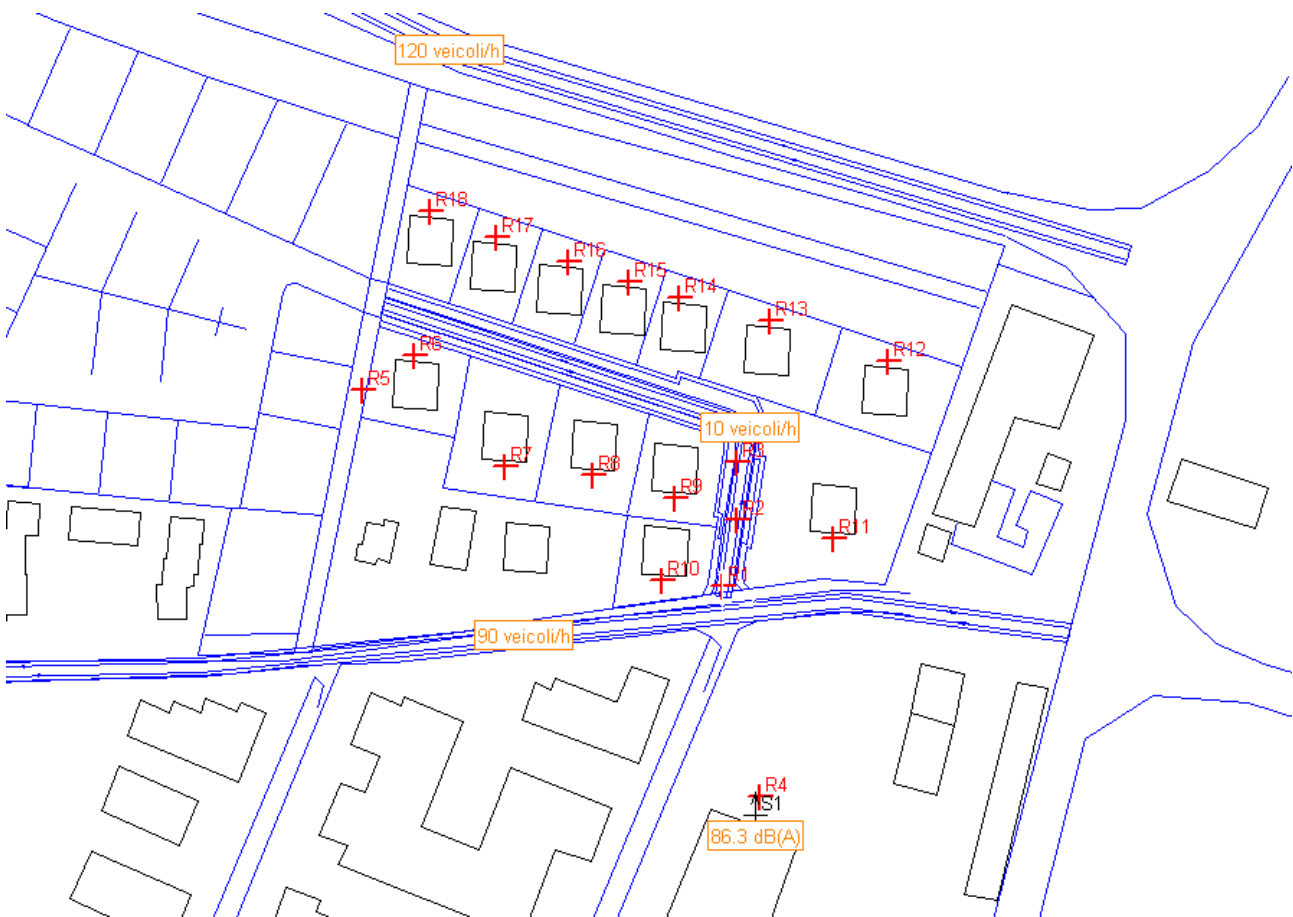 120 veicoli/h
R18
R17
R16
R15
R14
R13
R12
R6
R5
10 veicoli/h
R3
R7
R8
R9
R2
R11
R10
R1
90 veicoli/h
R4
S1
86.3 dB(A)